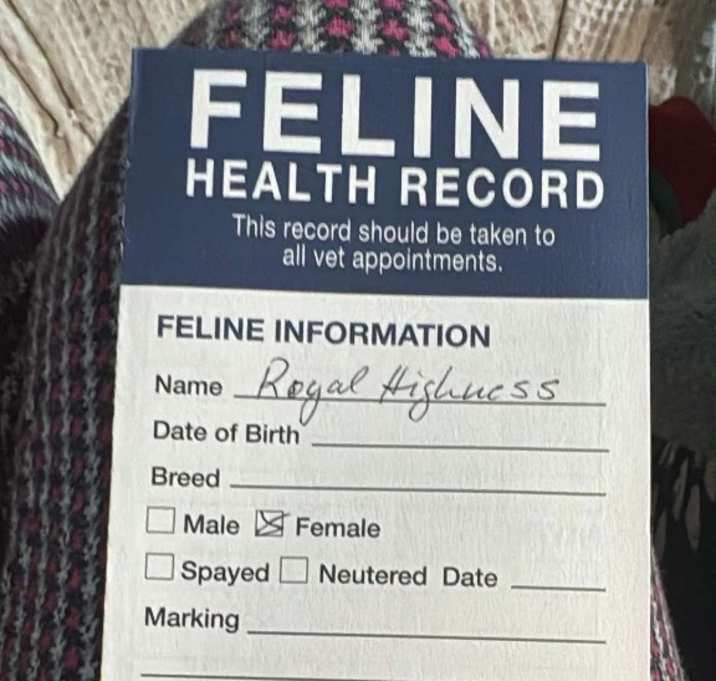 FELINE
HEALTH RECORD
This record should be taken to
all vet appointments.
FELINE INFORMATION
Name Royal Highness
Date of Birth
Breed
Male Female
Spayed Neutered Date
Marking